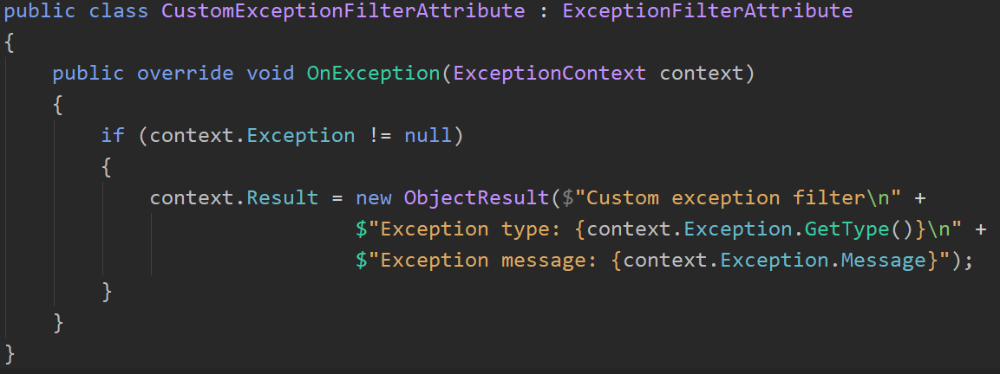 public class CustomExceptionFilterAttribute : ExceptionFilterAttribute
{
    public override void OnException(ExceptionContext context)
    {
        if (context.Exception != null)
        {
            context.Result = new ObjectResult($"Custom exception filter\n" +
                             $"Exception type: {context.Exception.GetType()}\n" +
                             $"Exception message: {context.Exception.Message}");
        }
    }
}